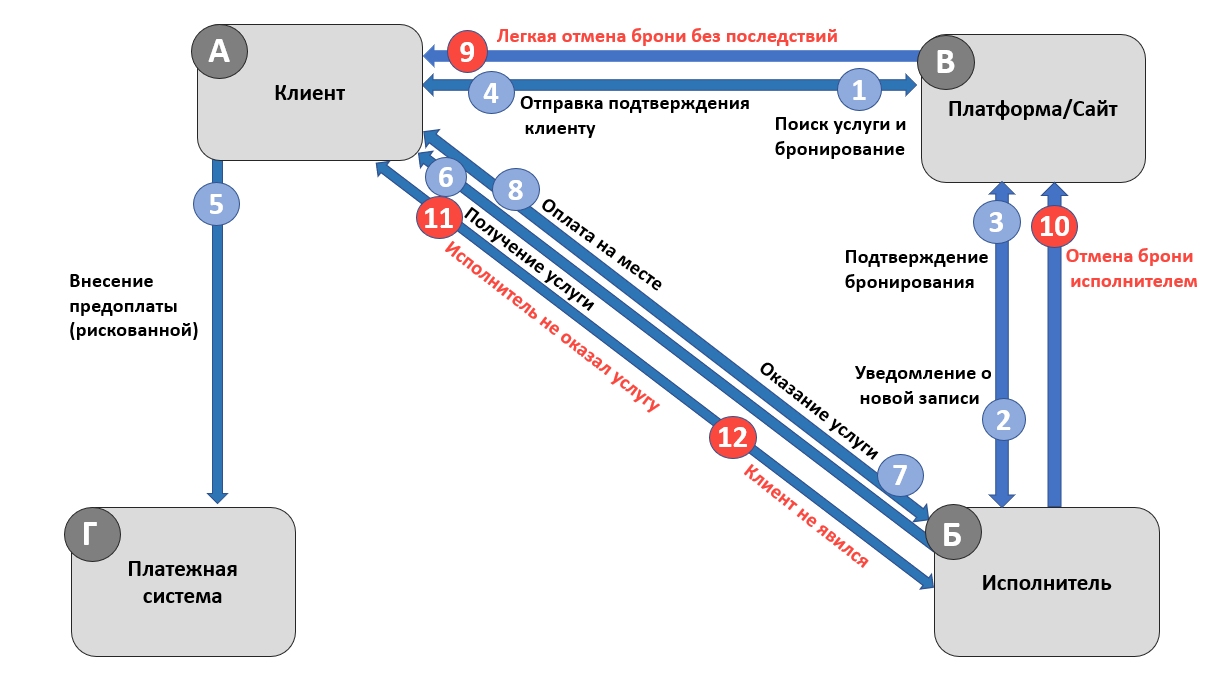 А
Клиент
9
Легкая отмена брони без последствий
4
Отправка подтверждения
клиенту
1
Поиск услуги и
бронирование
В
Платформа/Сайт
5
Внесение
предоплаты
(рискованной)
6
Получение услуги
8
Оплата на месте
11
Исполнитель не оказал услугу
3
Подтверждение
бронирования
10
Отмена брони
исполнителем
Уведомление о
новой записи
2
Оказание услуги
7
12
Клиент не явился
Г
Платежная
система
Б
Исполнитель